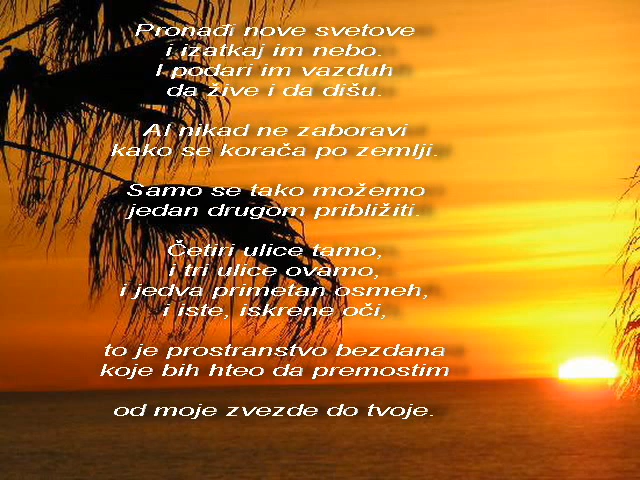 Pronađi nove svetove
i izatkaj im nebo.
I podari im vazduh
da žive i da dišu.
Al nikad ne zaboravi
kako se korača po zemlji.
Samo se tako možemo
jedan drugom približiti.
Četiri ulice tamo,
i tri ulice ovamo,
i jedva primetan osmeh,
i iste, iskrene oči,
to je prostranstvo bezdana
koje bih hteo da premostim
od moje zvezde do tvoje.